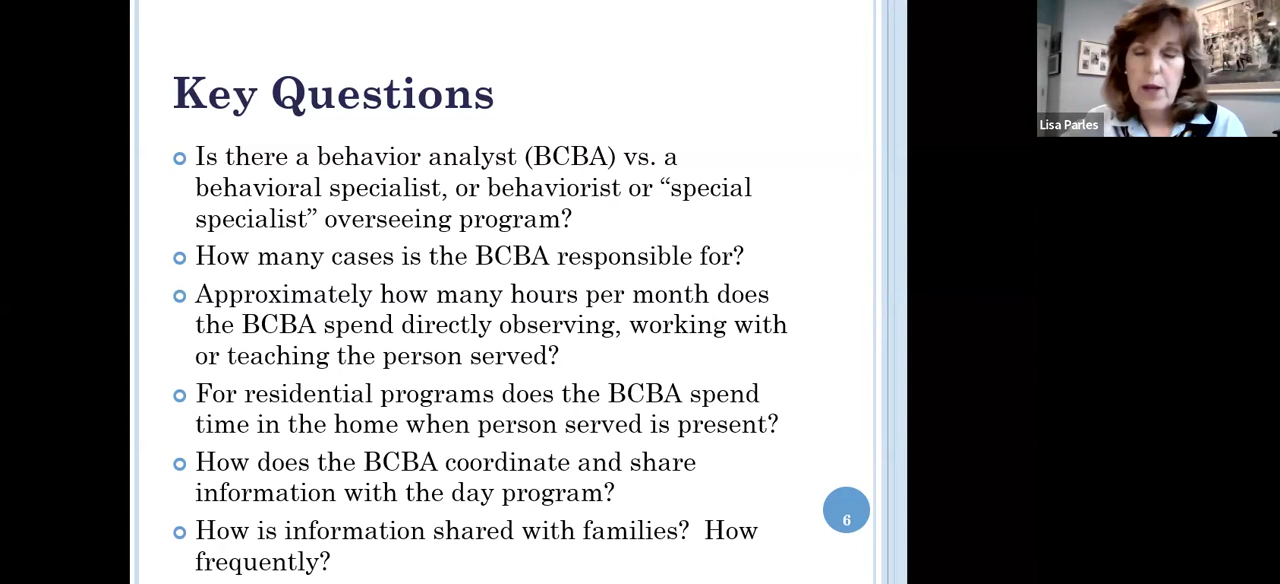 Key Questions
Is there a behavior analyst (BCBA) vs. a
behavioral specialist, or behaviorist or “special
specialist” overseeing program?
How many cases is the BCBA responsible for?
Approximately how many hours per month does
the BCBA spend directly observing, working with
or teaching the person served?
For residential programs does the BCBA spend
time in the home when person served is present?
How does the BCBA coordinate and share
information with the day program?
How is information shared with families?  How
frequently?
6
Lisa Parles